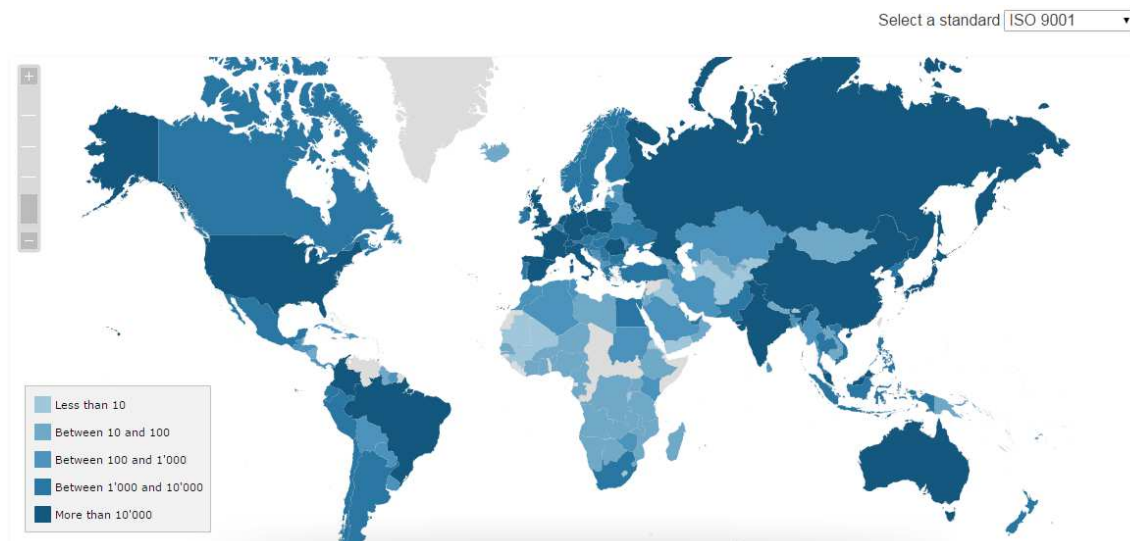 Select a standard ISO 9001
Less than 10
Between 10 and 100
Between 100 and 1'000
Between 1'000 and 10'000
More than 10'000